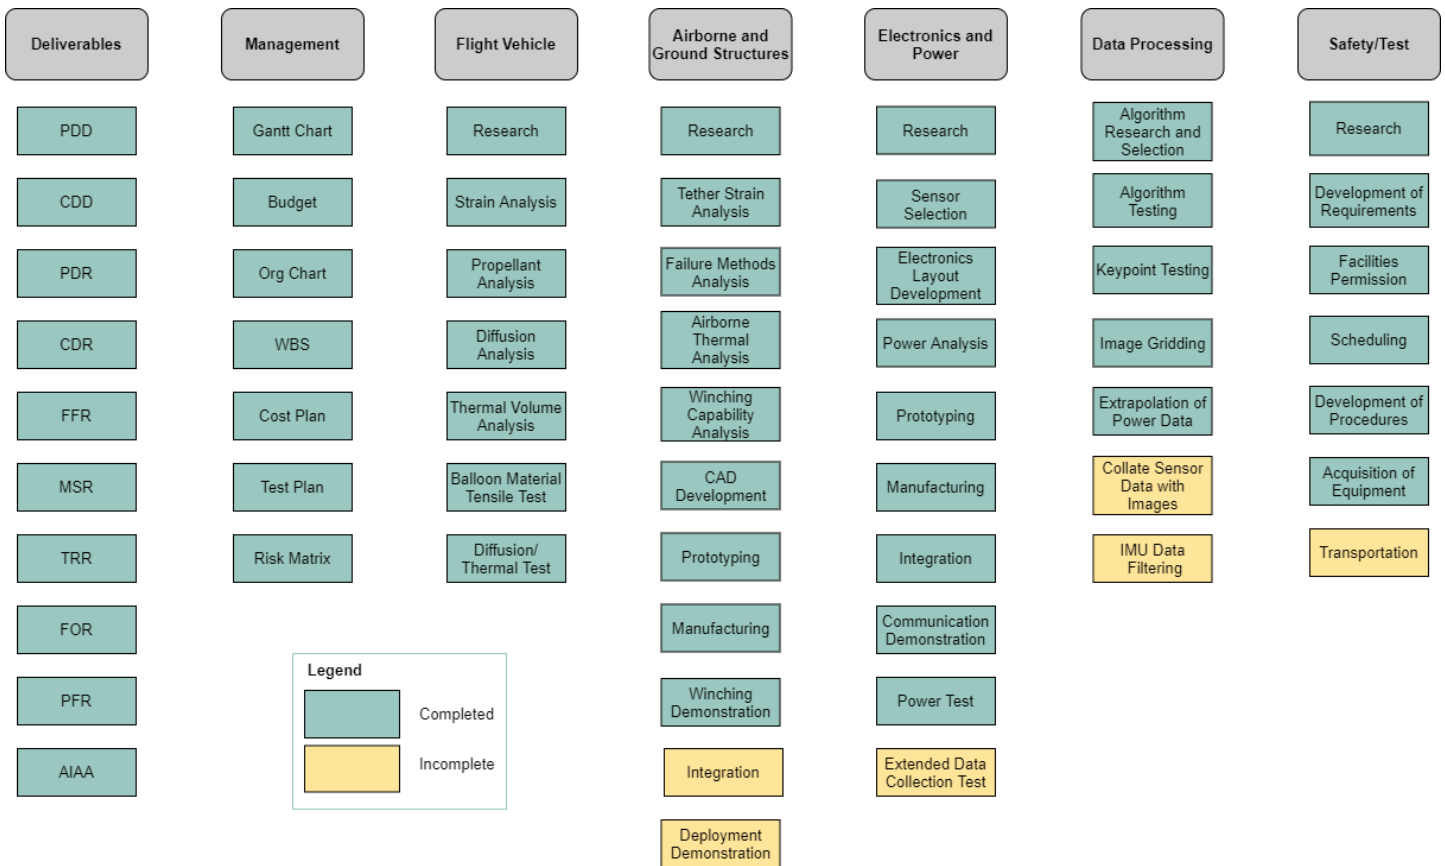 Deliverables
PDD
CDD
PDR
CDR
FFR
MSR
TRR
FOR
PFR
AIAA
Management
Gantt Chart
Budget
Org Chart
WBS
Cost Plan
Test Plan
Risk Matrix
Flight Vehicle
Research
Strain Analysis
Propellant
Analysis
Diffusion
Analysis
Thermal Volume
Analysis
Balloon Material
Tensile Test
Diffusion/
Thermal Test
Airborne and
Ground Structures
Research
Tether Strain
Analysis
Failure Methods
Analysis
Airborne
Thermal
Analysis
Winching
Capability
Analysis
CAD
Development
Prototyping
Manufacturing
Winching
Demonstration
Integration
Deployment
Demonstration
Electronics and
Power
Research
Sensor
Selection
Electronics
Layout
Development
Power Analysis
Prototyping
Manufacturing
Integration
Communication
Demonstration
Power Test
Extended Data
Collection Test
Data Processing
Algorithm
Research and
Selection
Algorithm
Testing
Keypoint Testing
Image Gridding
Extrapolation of
Power Data
Collate Sensor
Data with
Images
IMU Data
Filtering
Safety/Test
Research
Development of
Requirements
Facilities
Permission
Scheduling
Development of
Procedures
Acquisition of
Equipment
Transportation
Legend
Completed
Incomplete